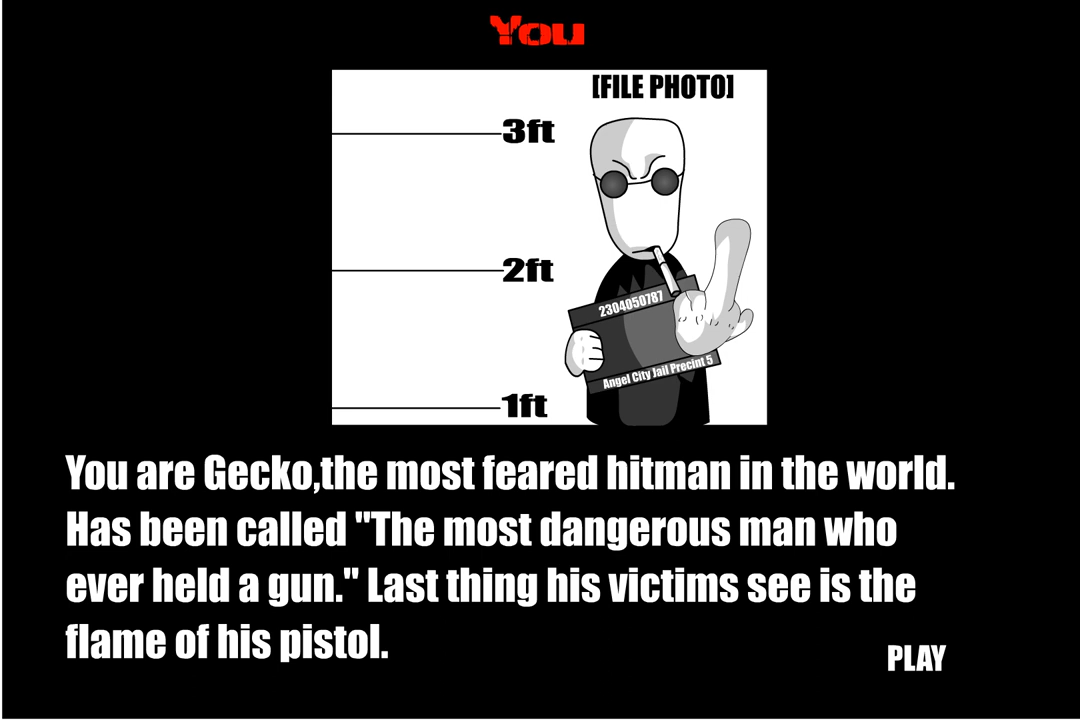 You
[FILE PHOTO]
3ft
2ft
2304050787
Angel City Jail Precint 5
1ft
You are Gecko,the most feared hitman in the world.
Has been called "The most dangerous man who
ever held a gun." Last thing his victims see is the
flame of his pistol.
PLAY